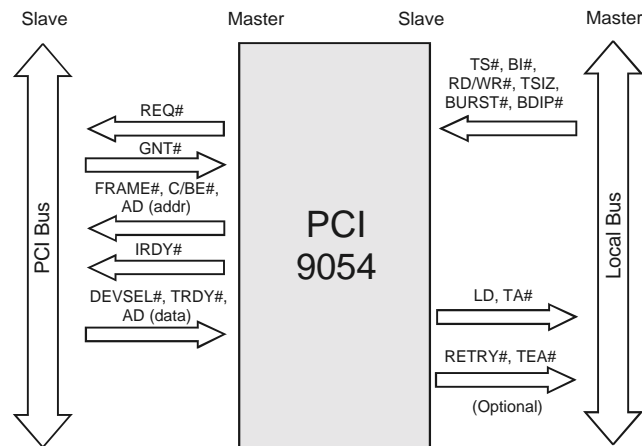 Slave
Master
Slave
Master
TS#, BI#,
RD/WR#, TSIZ,
BURST#, BDIP#
REQ#
GNT#
FRAME#, C/BE#,
AD (addr)
IRDY#
DEVSEL#, TRDY#,
AD (data)
PCI Bus
PCI
9054
LD, TA#
RETRY#, TEA#
(Optional)
Local Bus